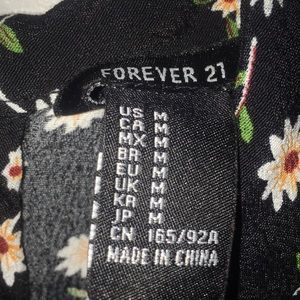 FOREVER 21
US M
CA M
MX M
BR M
EU M
UK M
KR M
JP M
CN 165/92A
MADE IN CHINA